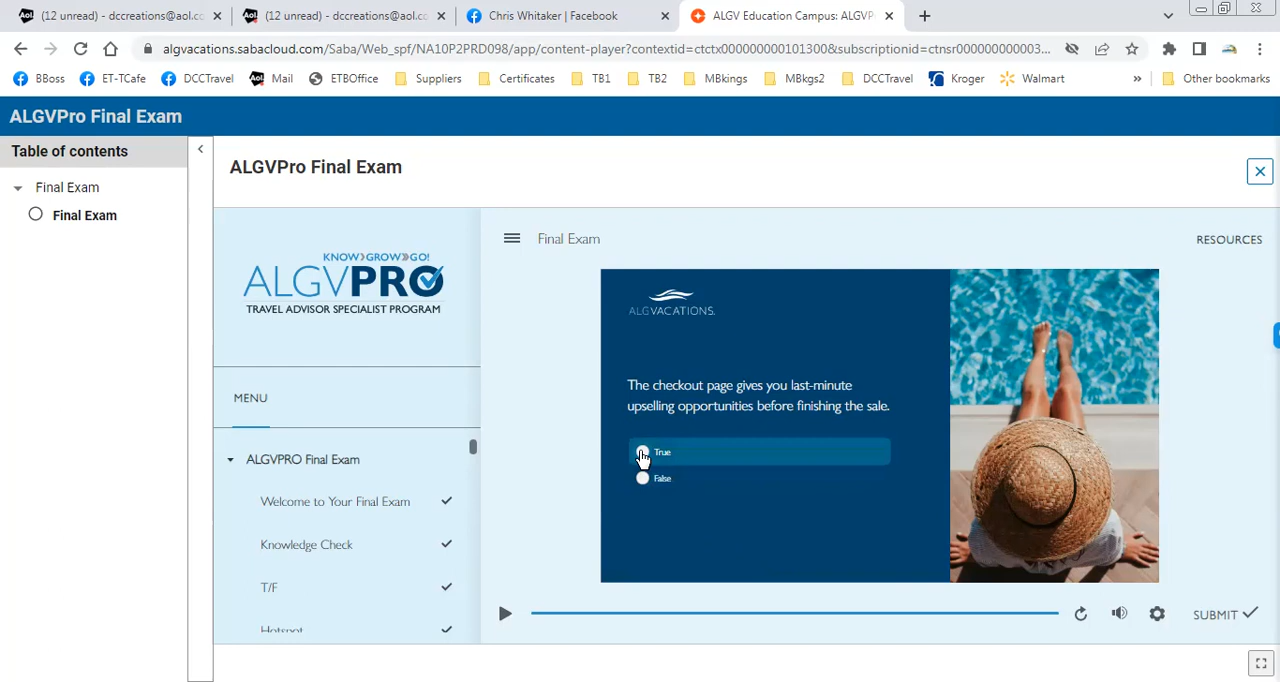 (12 unread) - dccreations@aol.cc
(12 unread) - dccreations@aol.cc
Chris Whitaker | Facebook
ALGV Education Campus: ALGVP
algvacations.sabacloud.com/Saba/Web_spf/NA10P2PRD098/app/content-player?contextid=ctctx000000000101300&subscriptionid=ctnsr000000000003...
BBoss
ET-TCafe
DCCTravel
Aol.
Mail
ETBOffice
Suppliers
Certificates
TB1
TB2
MBkings
MBkgs2
DCCTravel
Kroger
Walmart
»
Other bookmarks
ALGVPro Final Exam
Table of contents
Final Exam
Final Exam
ALGVPro Final Exam
KNOW»GROW»GO!
ALGVPRO
TRAVEL ADVISOR SPECIALIST PROGRAM
MENU
ALGVPRO Final Exam
Welcome to Your Final Exam
Knowledge Check
T/F
Hotspot
Final Exam
RESOURCES
ALGVACATIONS.
The checkout page gives you last-minute
upselling opportunities before finishing the sale.
True
False
SUBMIT